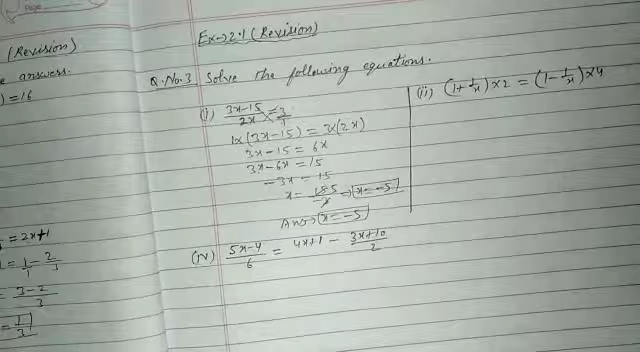 Page
(Revision)
answers.
) = 16
= 2x+1
= 1/1 - 2/3
= 3-2/3
= 1/3
Ex→2.1 (Revision)
Q.No.3 Solve the following equations.
(i) 3x-15/2x = 3/1
1x(3x-15) = 3x(2x)
3x-15 = 6x
3x-6x = 15
-3x = 15
x = 15 5/-3 → x=-5
Ans→ x=-5
(ii) (1+1/x)×2 = (1-1/x)×4
(iv) 5x-4/6 = 4x+1 - 3x+10/2